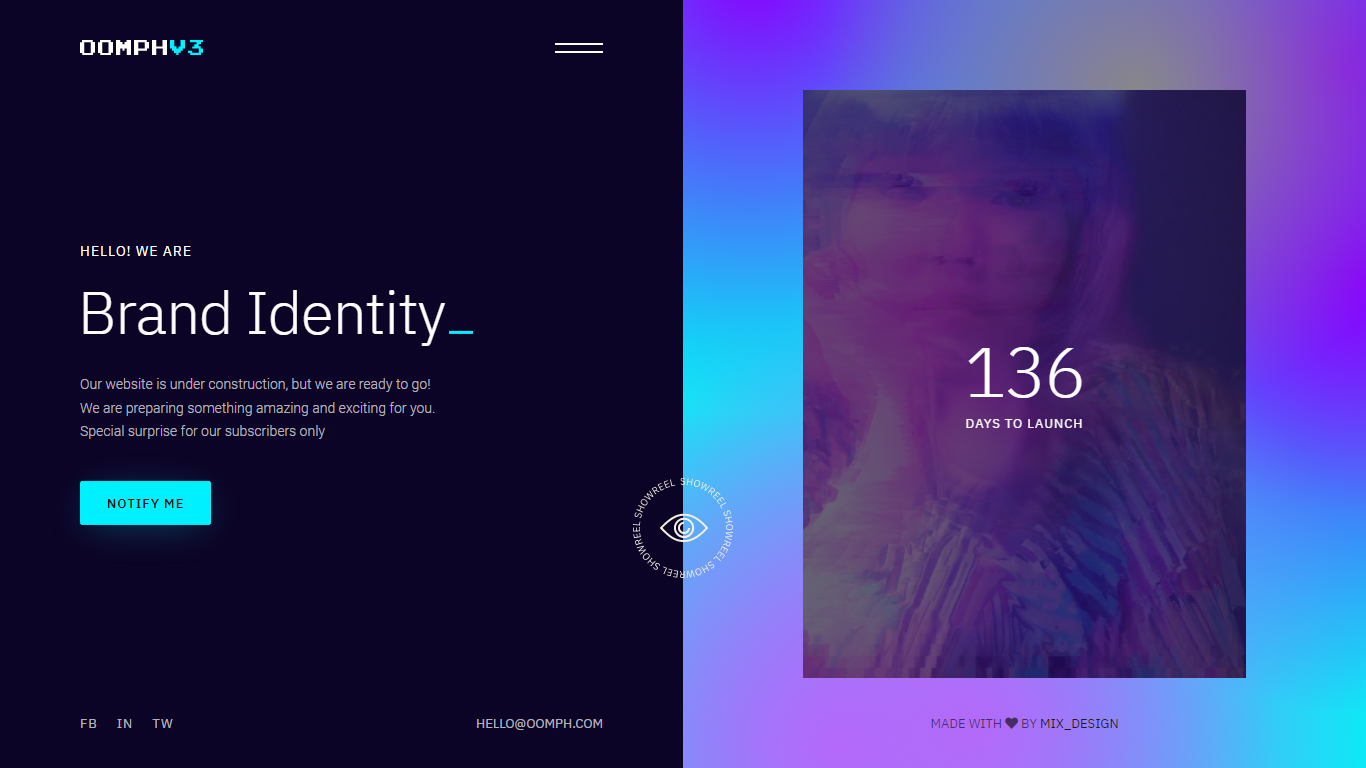 OOMPHV3
HELLO! WE ARE
Brand Identity_
Our website is under construction, but we are ready to go!
We are preparing something amazing and exciting for you.
Special surprise for our subscribers only
NOTIFY ME
SHOWREEL SHOWREEL SHOWREEL SHOWREEL SHOWREEL
136
DAYS TO LAUNCH
FB IN TW
HELLO@OOMPH.COM
MADE WITH ♥ BY MIX_DESIGN